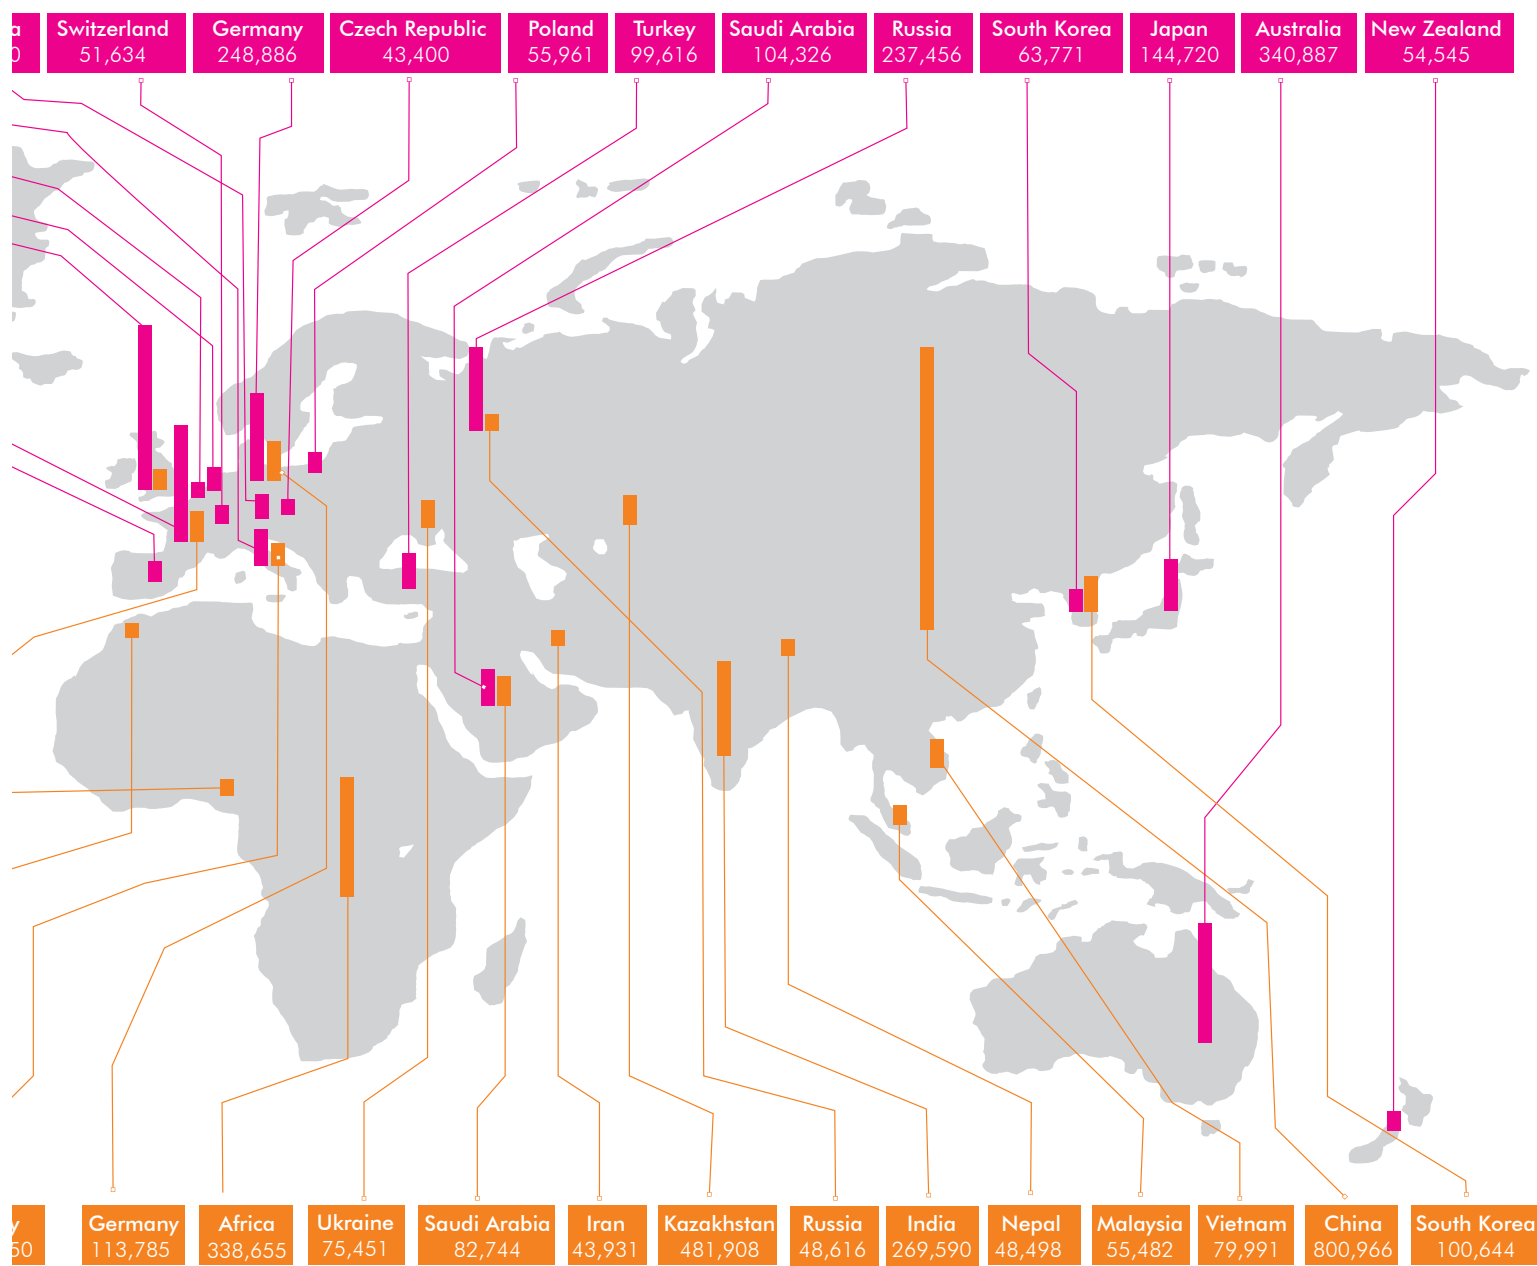 a
0
Switzerland
51,634
Germany
248,886
Czech Republic
43,400
Poland
55,961
Turkey
99,616
Saudi Arabia
104,326
Russia
237,456
South Korea
63,771
Japan
144,720
Australia
340,887
New Zealand
54,545
y
50
Germany
113,785
Africa
338,655
Ukraine
75,451
Saudi Arabia
82,744
Iran
43,931
Kazakhstan
481,908
Russia
48,616
India
269,590
Nepal
48,498
Malaysia
55,482
Vietnam
79,991
China
800,966
South Korea
100,644